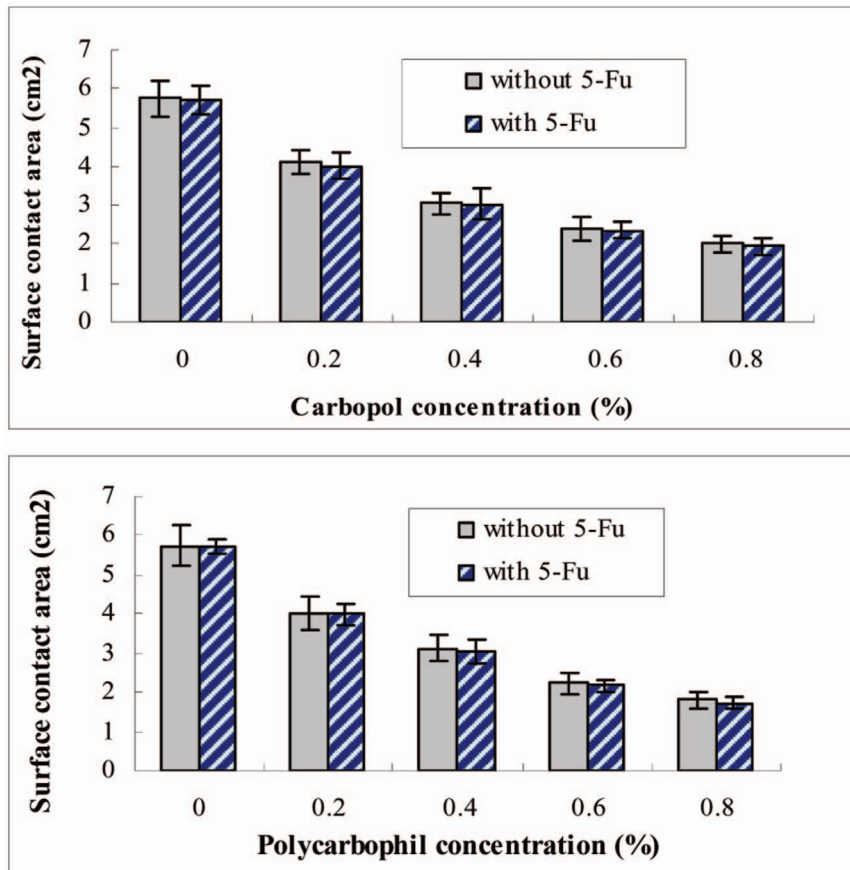 Surface contact area (cm2)
7
6
5
4
3
2
1
0
without 5-Fu
with 5-Fu
0 0.2 0.4 0.6 0.8
Carbopol concentration (%)
Surface contact area (cm2)
7
6
5
4
3
2
1
0
without 5-Fu
with 5-Fu
0 0.2 0.4 0.6 0.8
Polycarbophil concentration (%)